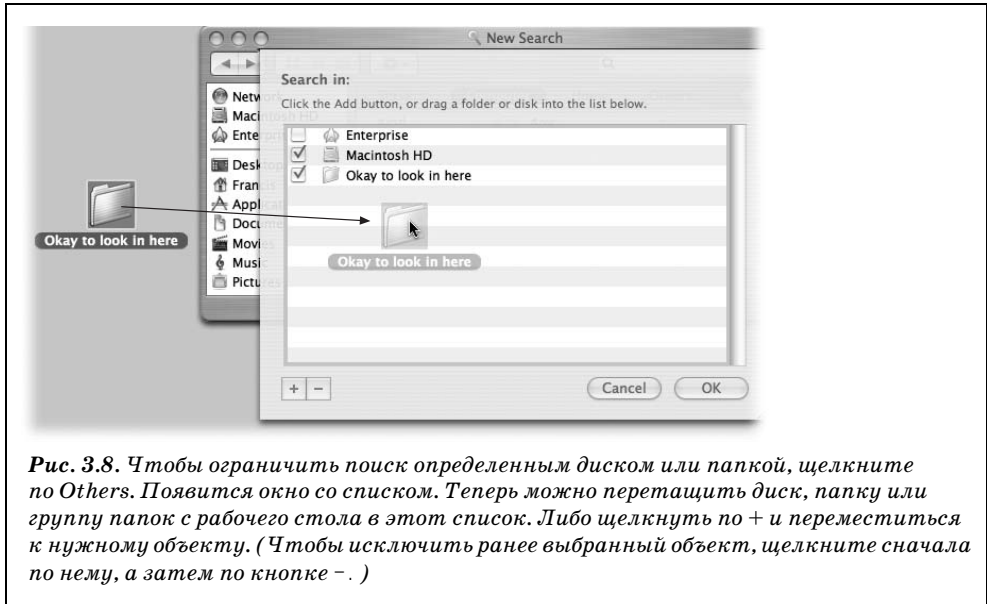 New Search
Search in:
Click the Add button, or drag a folder or disk into the list below.
Netw
Maci
Ente
Desk
Fran
Appl
Docu
Movi
Musi
Pictu
Enterprise
Macintosh HD
Okay to look in here
Okay to look in here
Okay to look in here
+ −
Cancel
OK
Рис. 3.8. Чтобы ограничить поиск определенным диском или папкой, щелкните
по Others. Появится окно со списком. Теперь можно перетащить диск, папку или
группу папок с рабочего стола в этот список. Либо щелкнуть по + и переместиться
к нужному объекту. (Чтобы исключить ранее выбранный объект, щелкните сначала
по нему, а затем по кнопке −. )